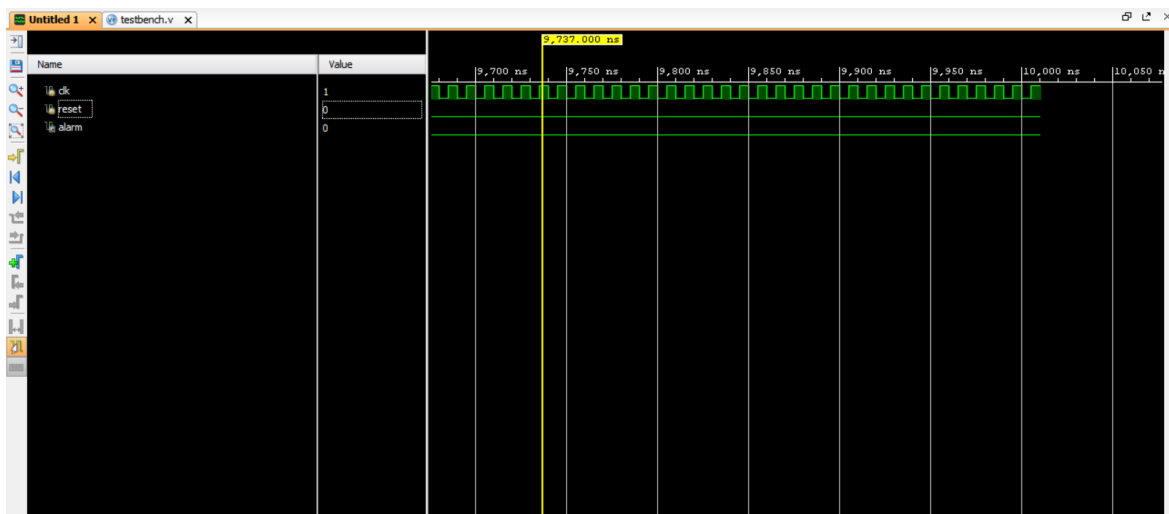 Untitled 1 X testbench.v X
9,737.000 ns
Name Value
9,700 ns 9,750 ns 9,800 ns 9,850 ns 9,900 ns 9,950 ns 10,000 ns 10,050 n
clk 1
reset 0
alarm 0